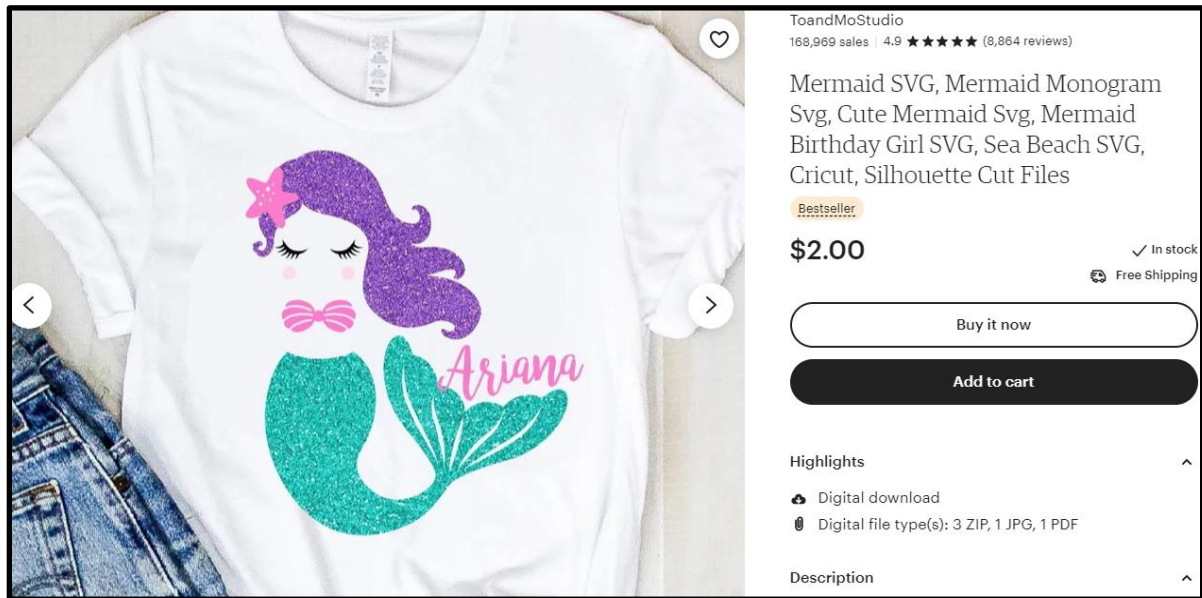 ToandMoStudio
168,969 sales | 4.9 ★★★★★ (8,864 reviews)
Mermaid SVG, Mermaid Monogram
Svg, Cute Mermaid Svg, Mermaid
Birthday Girl SVG, Sea Beach SVG,
Cricut, Silhouette Cut Files
Bestseller
$2.00
In stock
Free Shipping
Buy it now
Add to cart
Highlights
Digital download
Digital file type(s): 3 ZIP, 1 JPG, 1 PDF
Description
Ariana